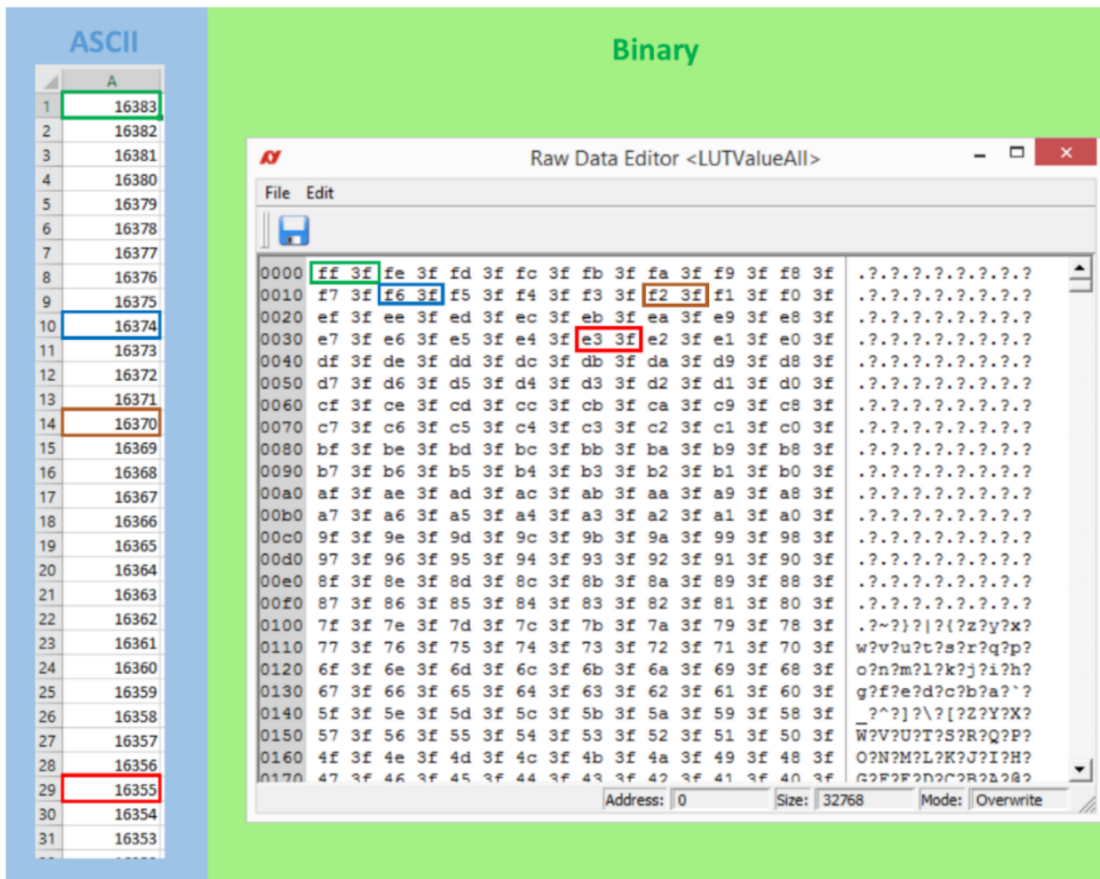 ASCII
A
1 16383
2 16382
3 16381
4 16380
5 16379
6 16378
7 16377
8 16376
9 16375
10 16374
11 16373
12 16372
13 16371
14 16370
15 16369
16 16368
17 16367
18 16366
19 16365
20 16364
21 16363
22 16362
23 16361
24 16360
25 16359
26 16358
27 16357
28 16356
29 16355
30 16354
31 16353
Binary
Raw Data Editor <LUTValueAll>
File Edit
0000 ff 3f fe 3f fd 3f fc 3f fb 3f fa 3f f9 3f f8 3f .?.?.?.?.?.?.?.?
0010 f7 3f f6 3f f5 3f f4 3f f3 3f f2 3f f1 3f f0 3f .?.?.?.?.?.?.?.?
0020 ef 3f ee 3f ed 3f ec 3f eb 3f ea 3f e9 3f e8 3f .?.?.?.?.?.?.?.?
0030 e7 3f e6 3f e5 3f e4 3f e3 3f e2 3f e1 3f e0 3f .?.?.?.?.?.?.?.?
0040 df 3f de 3f dd 3f dc 3f db 3f da 3f d9 3f d8 3f .?.?.?.?.?.?.?.?
0050 d7 3f d6 3f d5 3f d4 3f d3 3f d2 3f d1 3f d0 3f .?.?.?.?.?.?.?.?
0060 cf 3f ce 3f cd 3f cc 3f cb 3f ca 3f c9 3f c8 3f .?.?.?.?.?.?.?.?
0070 c7 3f c6 3f c5 3f c4 3f c3 3f c2 3f c1 3f c0 3f .?.?.?.?.?.?.?.?
0080 bf 3f be 3f bd 3f bc 3f bb 3f ba 3f b9 3f b8 3f .?.?.?.?.?.?.?.?
0090 b7 3f b6 3f b5 3f b4 3f b3 3f b2 3f b1 3f b0 3f .?.?.?.?.?.?.?.?
00a0 af 3f ae 3f ad 3f ac 3f ab 3f aa 3f a9 3f a8 3f .?.?.?.?.?.?.?.?
00b0 a7 3f a6 3f a5 3f a4 3f a3 3f a2 3f a1 3f a0 3f .?.?.?.?.?.?.?.?
00c0 9f 3f 9e 3f 9d 3f 9c 3f 9b 3f 9a 3f 99 3f 98 3f .?.?.?.?.?.?.?.?
00d0 97 3f 96 3f 95 3f 94 3f 93 3f 92 3f 91 3f 90 3f .?.?.?.?.?.?.?.?
00e0 8f 3f 8e 3f 8d 3f 8c 3f 8b 3f 8a 3f 89 3f 88 3f .?.?.?.?.?.?.?.?
00f0 87 3f 86 3f 85 3f 84 3f 83 3f 82 3f 81 3f 80 3f .?.?.?.?.?.?.?.?
0100 7f 3f 7e 3f 7d 3f 7c 3f 7b 3f 7a 3f 79 3f 78 3f .?~?}?|?{?z?y?x?
0110 77 3f 76 3f 75 3f 74 3f 73 3f 72 3f 71 3f 70 3f w?v?u?t?s?r?q?p?
0120 6f 3f 6e 3f 6d 3f 6c 3f 6b 3f 6a 3f 69 3f 68 3f o?n?m?l?k?j?i?h?
0130 67 3f 66 3f 65 3f 64 3f 63 3f 62 3f 61 3f 60 3f g?f?e?d?c?b?a?`?
0140 5f 3f 5e 3f 5d 3f 5c 3f 5b 3f 5a 3f 59 3f 58 3f _?^?]?\?[?Z?Y?X?
0150 57 3f 56 3f 55 3f 54 3f 53 3f 52 3f 51 3f 50 3f W?V?U?T?S?R?Q?P?
0160 4f 3f 4e 3f 4d 3f 4c 3f 4b 3f 4a 3f 49 3f 48 3f O?N?M?L?K?J?I?H?
0170 47 3f 46 3f 45 3f 44 3f 43 3f 42 3f 41 3f 40 3f G?F?E?D?C?B?A?@?
Address: 0 Size: 32768 Mode: Overwrite